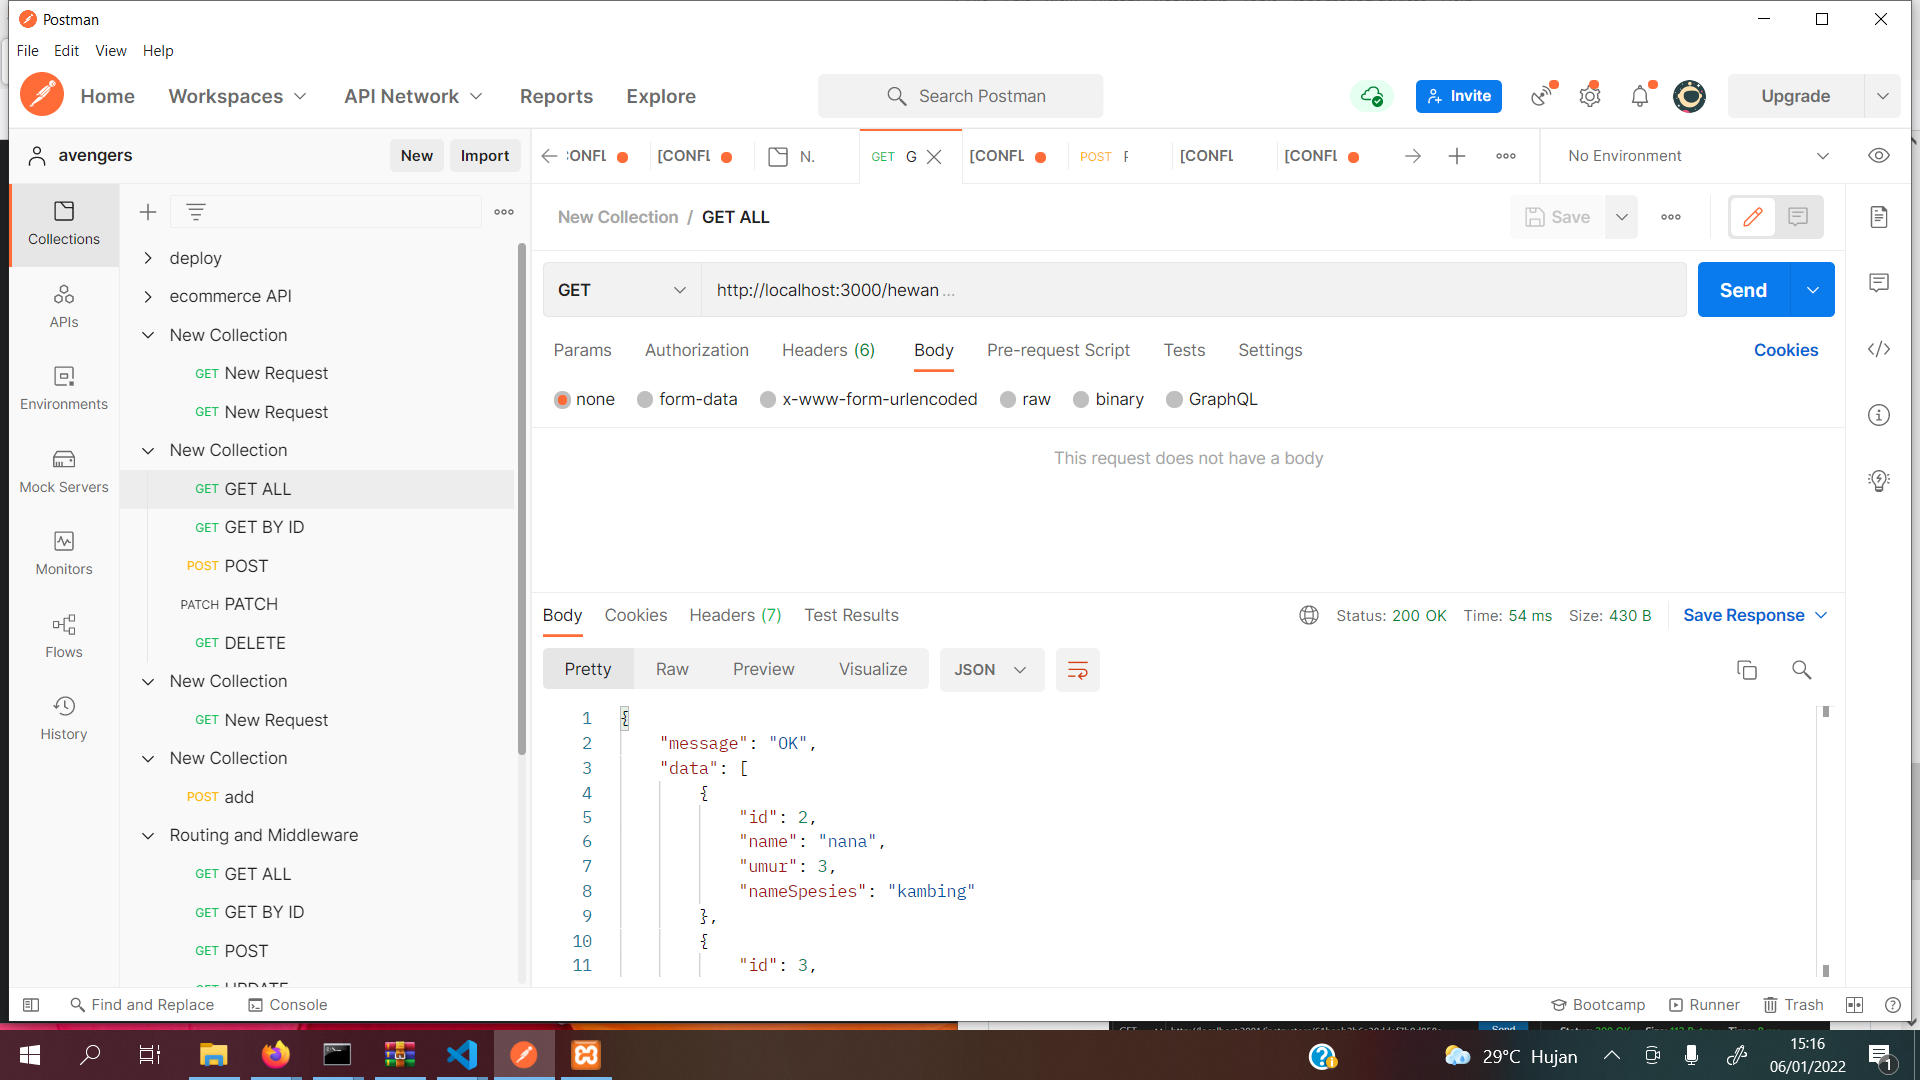 Postman
File Edit View Help
Home Workspaces API Network Reports Explore Search Postman Invite Upgrade
avengers New Import
CONFL [CONFL N. GET G [CONFL POST [CONFL [CONFL No Environment
Collections
APIs
Environments
Mock Servers
Monitors
Flows
History
deploy
ecommerce API
New Collection
GET New Request
GET New Request
New Collection
GET GET ALL
GET GET BY ID
POST POST
PATCH PATCH
GET DELETE
New Collection
GET New Request
New Collection
POST add
Routing and Middleware
GET GET ALL
GET GET BY ID
GET POST
GET UPDATE
New Collection / GET ALL Save
GET http://localhost:3000/hewan ... Send
Params Authorization Headers (6) Body Pre-request Script Tests Settings Cookies
none form-data x-www-form-urlencoded raw binary GraphQL
This request does not have a body
Body Cookies Headers (7) Test Results Status: 200 OK Time: 54 ms Size: 430 B Save Response
Pretty Raw Preview Visualize JSON
1 {
2 "message": "OK",
3 "data": [
4 {
5 "id": 2,
6 "name": "nana",
7 "umur": 3,
8 "nameSpesies": "kambing"
9 },
10 {
11 "id": 3,
Find and Replace Console Bootcamp Runner Trash
29°C Hujan
15:16
06/01/2022
1